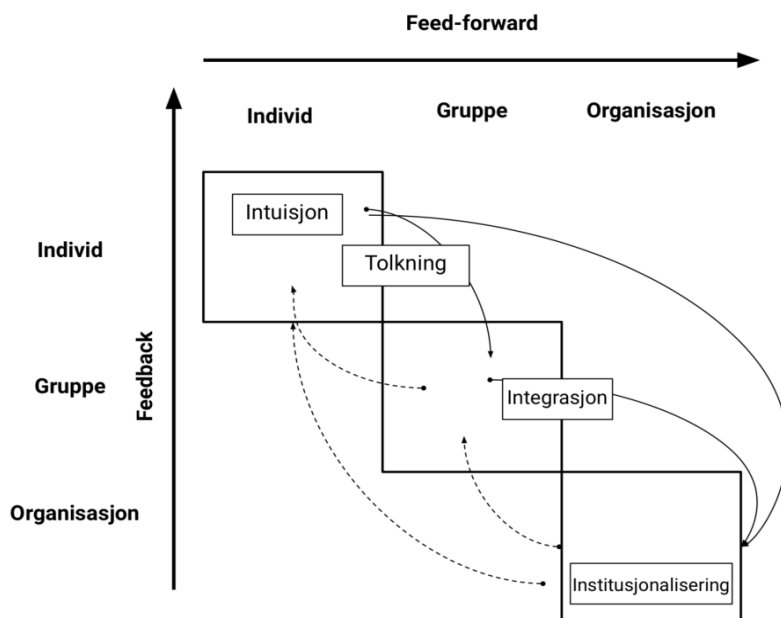 Feed-forward
Individ
Gruppe
Organisasjon
Intuisjon
Individ
Tolkning
Gruppe
Feedback
Integrasjon
Organisasjon
Institusjonalisering